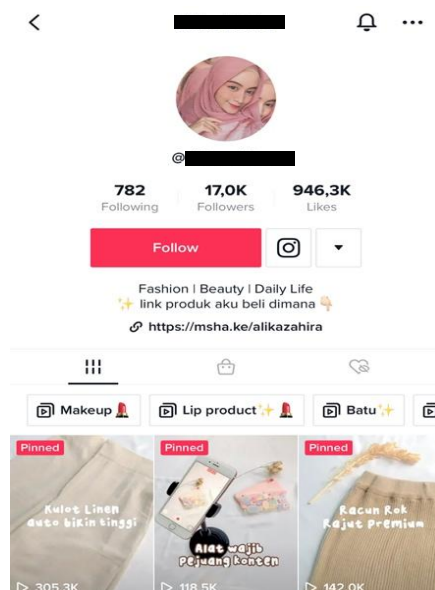 @
782 17,0K 946,3K
Following Followers Likes
Follow
Fashion | Beauty | Daily Life
✨ link produk aku beli dimana 👇🏻
https://msha.ke/alikazahira
Makeup💄 Lip product✨💄 Batu✨
Pinned Pinned Pinned
Kulot Linen
auto bikin tinggi
Alat wajib
pejuang konten
Racun Rok
Rajut Premium
305.3K 118.5K 142.0K